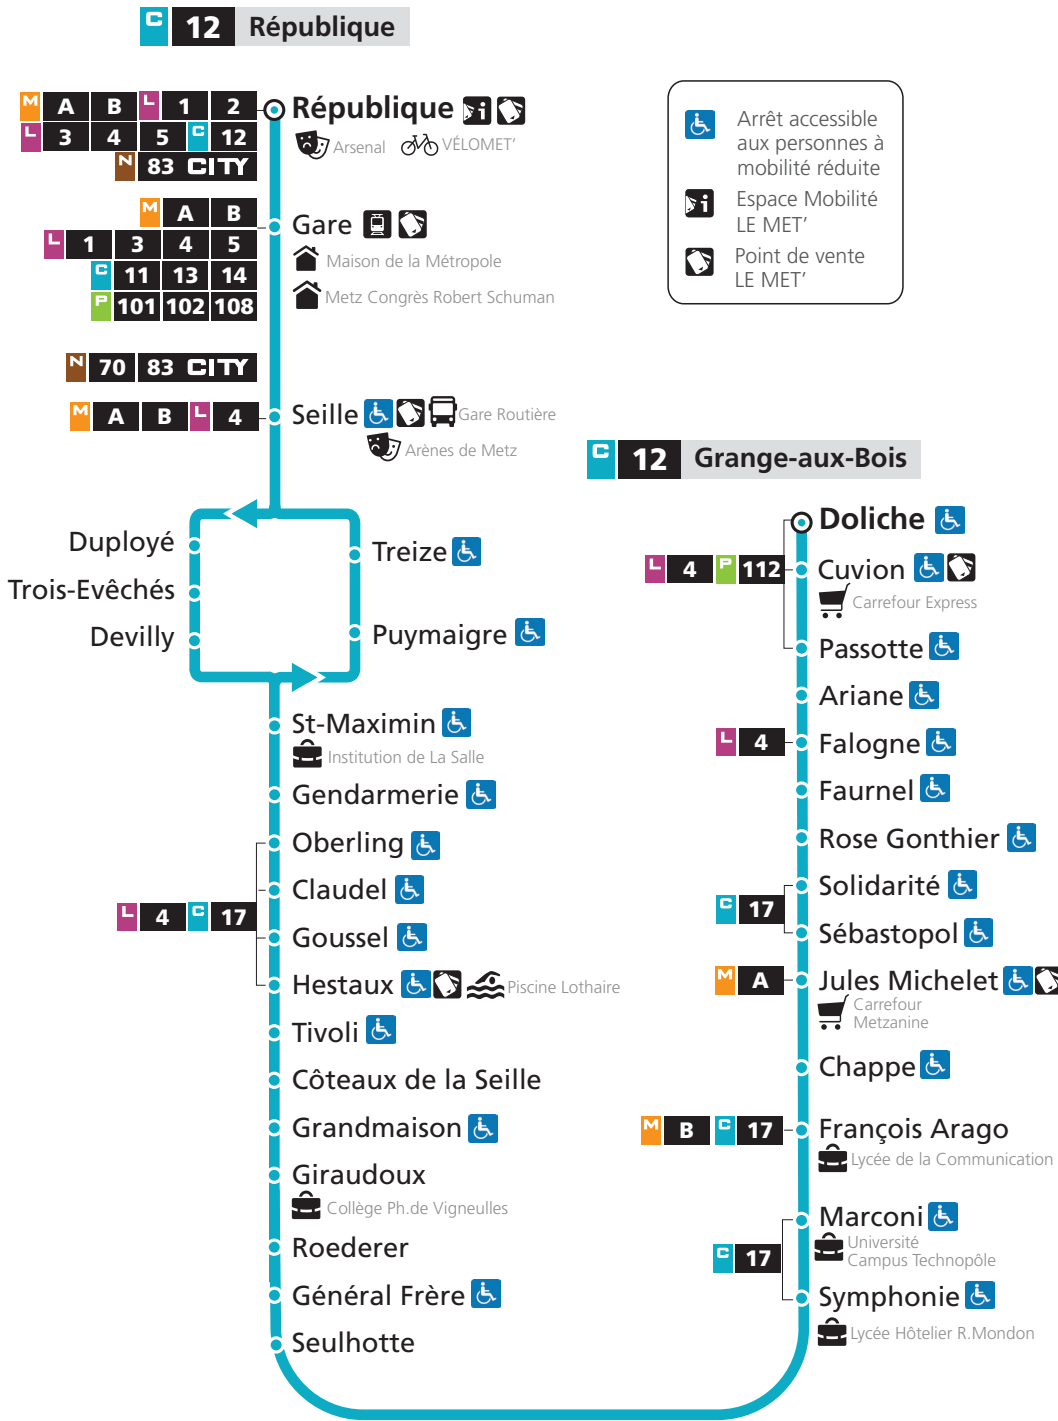 C 12 République
M A B L 1 2
L 3 4 5 C 12
N 83 CITY
République
Arsenal VÉLOMET'
M A B
L 1 3 4 5
C 11 13 14
P 101 102 108
Gare
Maison de la Métropole
Metz Congrès Robert Schuman
N 70 83 CITY
M A B L 4
Seille Gare Routière
Arènes de Metz
Arrêt accessible
aux personnes à
mobilité réduite
i Espace Mobilité
LE MET'
Point de vente
LE MET'
Duployé
Trois-Evêchés
Devilly
Treize
Puymaigre
St-Maximin
Institution de La Salle
Gendarmerie
Oberling
Claudel
L 4 C 17
Goussel
Hestaux Piscine Lothaire
Tivoli
Côteaux de la Seille
Grandmaison
Giraudoux
Collège Ph.de Vigneulles
Roederer
Général Frère
Seulhotte
C 12 Grange-aux-Bois
Doliche
L 4 P 112
Cuvion
Carrefour Express
Passotte
Ariane
L 4 Falogne
Faurnel
Rose Gonthier
Solidarité
C 17
Sébastopol
M A Jules Michelet
Carrefour
Metzanine
Chappe
M B C 17 François Arago
Lycée de la Communication
Marconi
Université
Campus Technopôle
C 17
Symphonie
Lycée Hôtelier R.Mondon